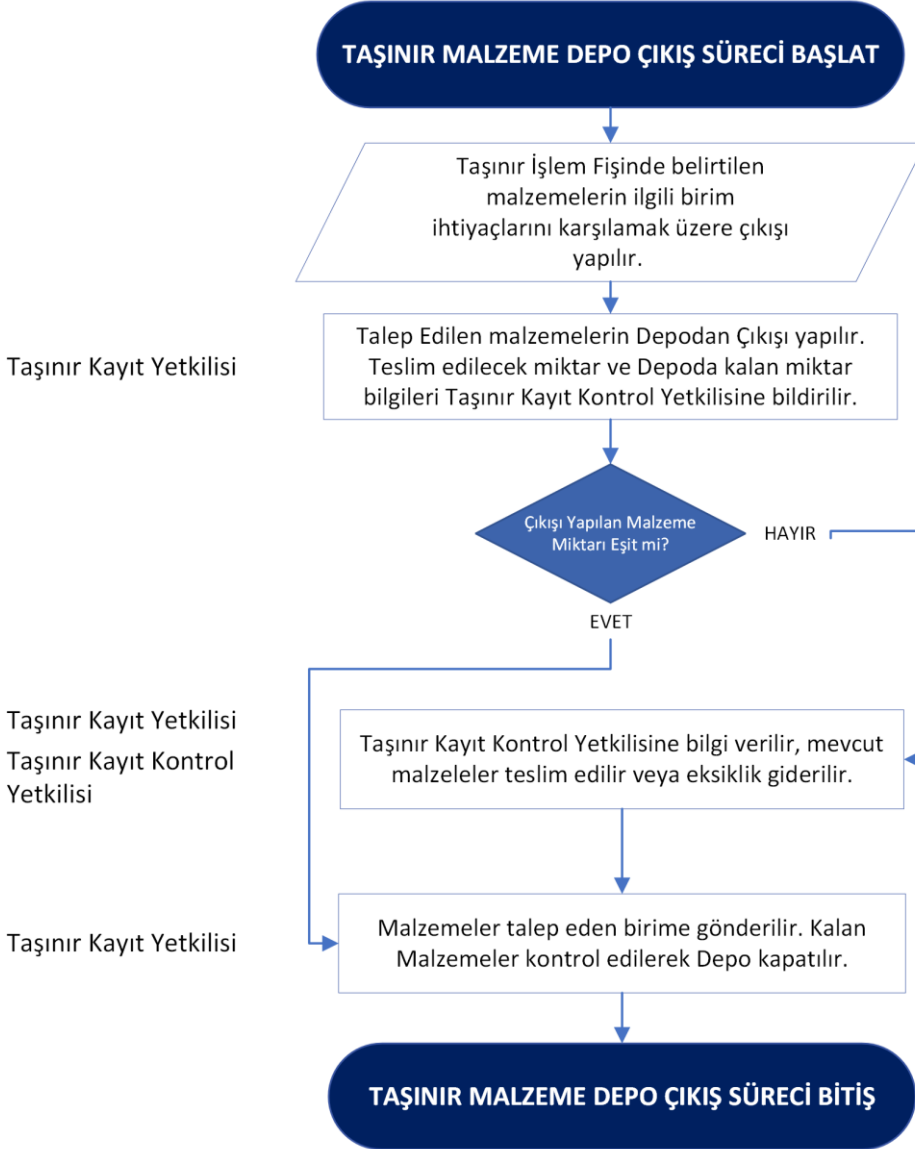 TAŞINIR MALZEME DEPO ÇIKIŞ SÜRECİ BAŞLAT
Taşınır İşlem Fişinde belirtilen
malzemelerin ilgili birim
ihtiyaçlarını karşılamak üzere çıkışı
yapılır.
Taşınır Kayıt Yetkilisi
Talep Edilen malzemelerin Depodan Çıkışı yapılır.
Teslim edilecek miktar ve Depoda kalan miktar
bilgileri Taşınır Kayıt Kontrol Yetkilisine bildirilir.
Çıkışı Yapılan Malzeme
Miktarı Eşit mi?
HAYIR
EVET
Taşınır Kayıt Yetkilisi
Taşınır Kayıt Kontrol
Yetkilisi
Taşınır Kayıt Kontrol Yetkilisine bilgi verilir, mevcut
malzeleler teslim edilir veya eksiklik giderilir.
Taşınır Kayıt Yetkilisi
Malzemeler talep eden birime gönderilir. Kalan
Malzemeler kontrol edilerek Depo kapatılır.
TAŞINIR MALZEME DEPO ÇIKIŞ SÜRECİ BİTİŞ